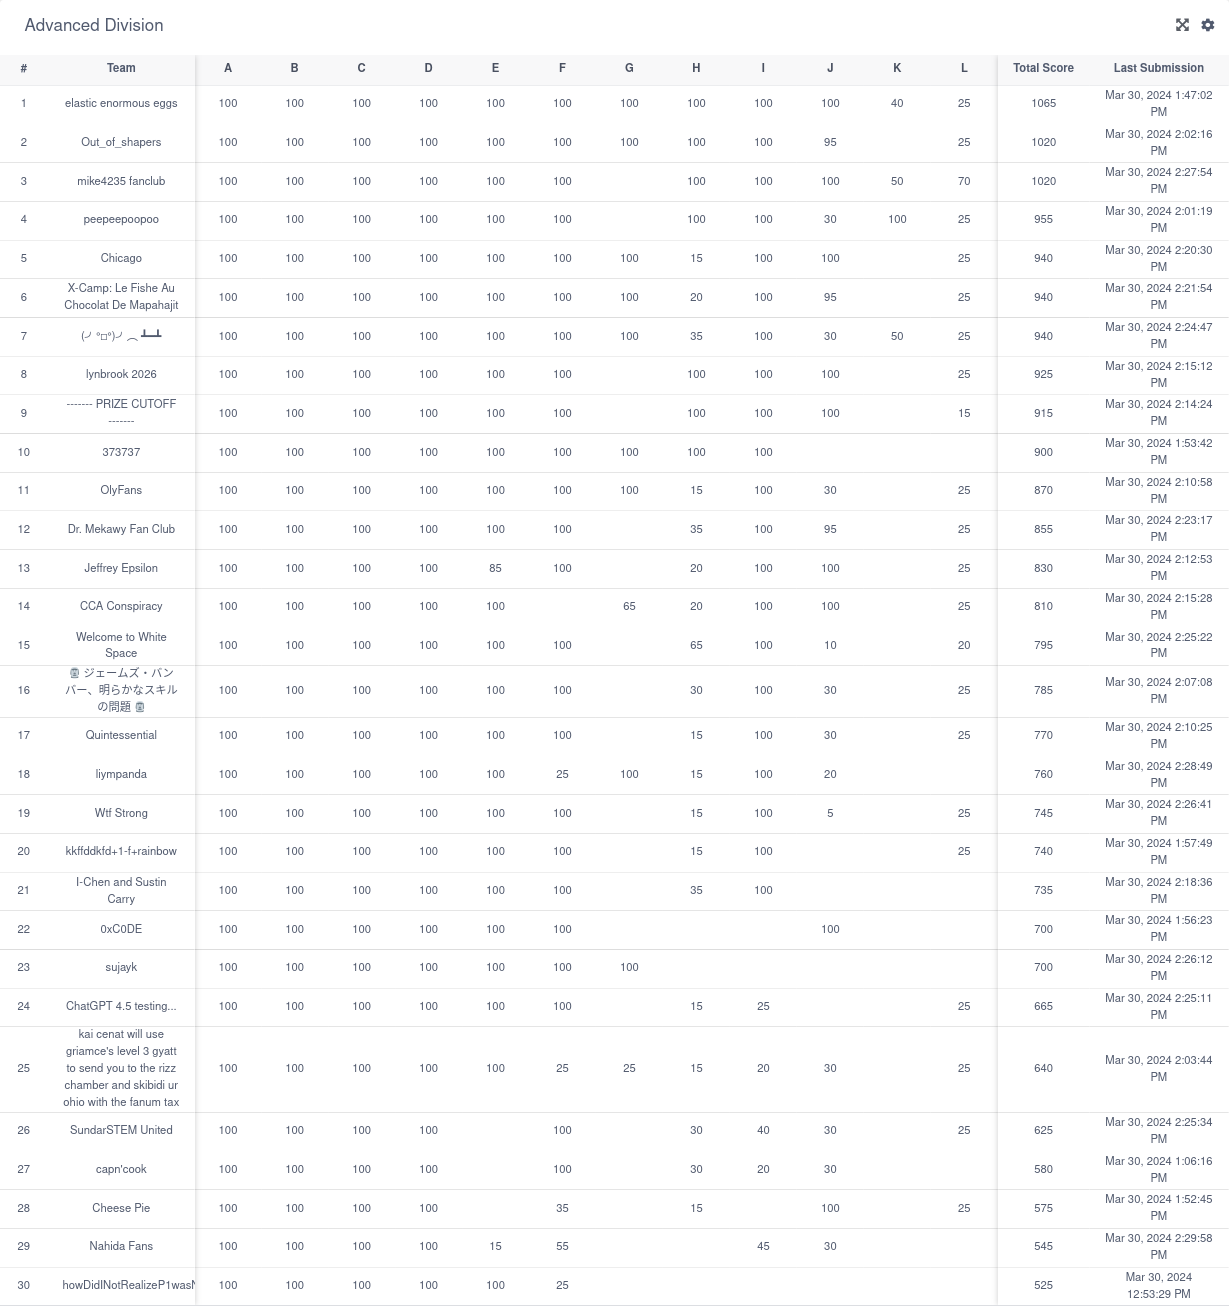 Advanced Division
# Team A B C D E F G H I J K L Total Score Last Submission
1 elastic enormous eggs 100 100 100 100 100 100 100 100 100 100 40 25 1065 Mar 30, 2024 1:47:02
PM
2 Out_of_shapers 100 100 100 100 100 100 100 100 100 95 25 1020 Mar 30, 2024 2:02:16
PM
3 mike4235 fanclub 100 100 100 100 100 100 100 100 100 50 70 1020 Mar 30, 2024 2:27:54
PM
4 peepeepoopoo 100 100 100 100 100 100 100 100 30 100 25 955 Mar 30, 2024 2:01:19
PM
5 Chicago 100 100 100 100 100 100 100 15 100 100 25 940 Mar 30, 2024 2:20:30
PM
6 X-Camp: Le Fishe Au
Chocolat De Mapahajit 100 100 100 100 100 100 100 20 100 95 25 940 Mar 30, 2024 2:21:54
PM
7 (╯°□°)╯︵ ┻━┻ 100 100 100 100 100 100 100 35 100 30 50 25 940 Mar 30, 2024 2:24:47
PM
8 lynbrook 2026 100 100 100 100 100 100 100 100 100 25 925 Mar 30, 2024 2:15:12
PM
9 ------- PRIZE CUTOFF
------- 100 100 100 100 100 100 100 100 100 15 915 Mar 30, 2024 2:14:24
PM
10 373737 100 100 100 100 100 100 100 100 100 900 Mar 30, 2024 1:53:42
PM
11 OlyFans 100 100 100 100 100 100 100 15 100 30 25 870 Mar 30, 2024 2:10:58
PM
12 Dr. Mekawy Fan Club 100 100 100 100 100 100 35 100 95 25 855 Mar 30, 2024 2:23:17
PM
13 Jeffrey Epsilon 100 100 100 100 85 100 20 100 100 25 830 Mar 30, 2024 2:12:53
PM
14 CCA Conspiracy 100 100 100 100 100 65 20 100 100 25 810 Mar 30, 2024 2:15:28
PM
15 Welcome to White
Space 100 100 100 100 100 100 65 100 10 20 795 Mar 30, 2024 2:25:22
PM
16 🗿 ジェームズ・バン
バー、明らかなスキル
の問題 🗿 100 100 100 100 100 100 30 100 30 25 785 Mar 30, 2024 2:07:08
PM
17 Quintessential 100 100 100 100 100 100 15 100 30 25 770 Mar 30, 2024 2:10:25
PM
18 liympanda 100 100 100 100 100 25 100 15 100 20 760 Mar 30, 2024 2:28:49
PM
19 Wtf Strong 100 100 100 100 100 100 15 100 5 25 745 Mar 30, 2024 2:26:41
PM
20 kkffddkfd+1-f+rainbow 100 100 100 100 100 100 15 100 25 740 Mar 30, 2024 1:57:49
PM
21 I-Chen and Sustin
Carry 100 100 100 100 100 100 35 100 735 Mar 30, 2024 2:18:36
PM
22 0xC0DE 100 100 100 100 100 100 100 700 Mar 30, 2024 1:56:23
PM
23 sujayk 100 100 100 100 100 100 100 700 Mar 30, 2024 2:26:12
PM
24 ChatGPT 4.5 testing... 100 100 100 100 100 100 15 25 25 665 Mar 30, 2024 2:25:11
PM
25 kai cenat will use
griamce's level 3 gyatt
to send you to the rizz
chamber and skibidi ur
ohio with the fanum tax 100 100 100 100 100 25 25 15 20 30 25 640 Mar 30, 2024 2:03:44
PM
26 SundarSTEM United 100 100 100 100 100 30 40 30 25 625 Mar 30, 2024 2:25:34
PM
27 capn'cook 100 100 100 100 100 30 20 30 580 Mar 30, 2024 1:06:16
PM
28 Cheese Pie 100 100 100 100 35 15 100 25 575 Mar 30, 2024 1:52:45
PM
29 Nahida Fans 100 100 100 100 15 55 45 30 545 Mar 30, 2024 2:29:58
PM
30 howDidINotRealizeP1was 100 100 100 100 100 25 525 Mar 30, 2024
12:53:29 PM